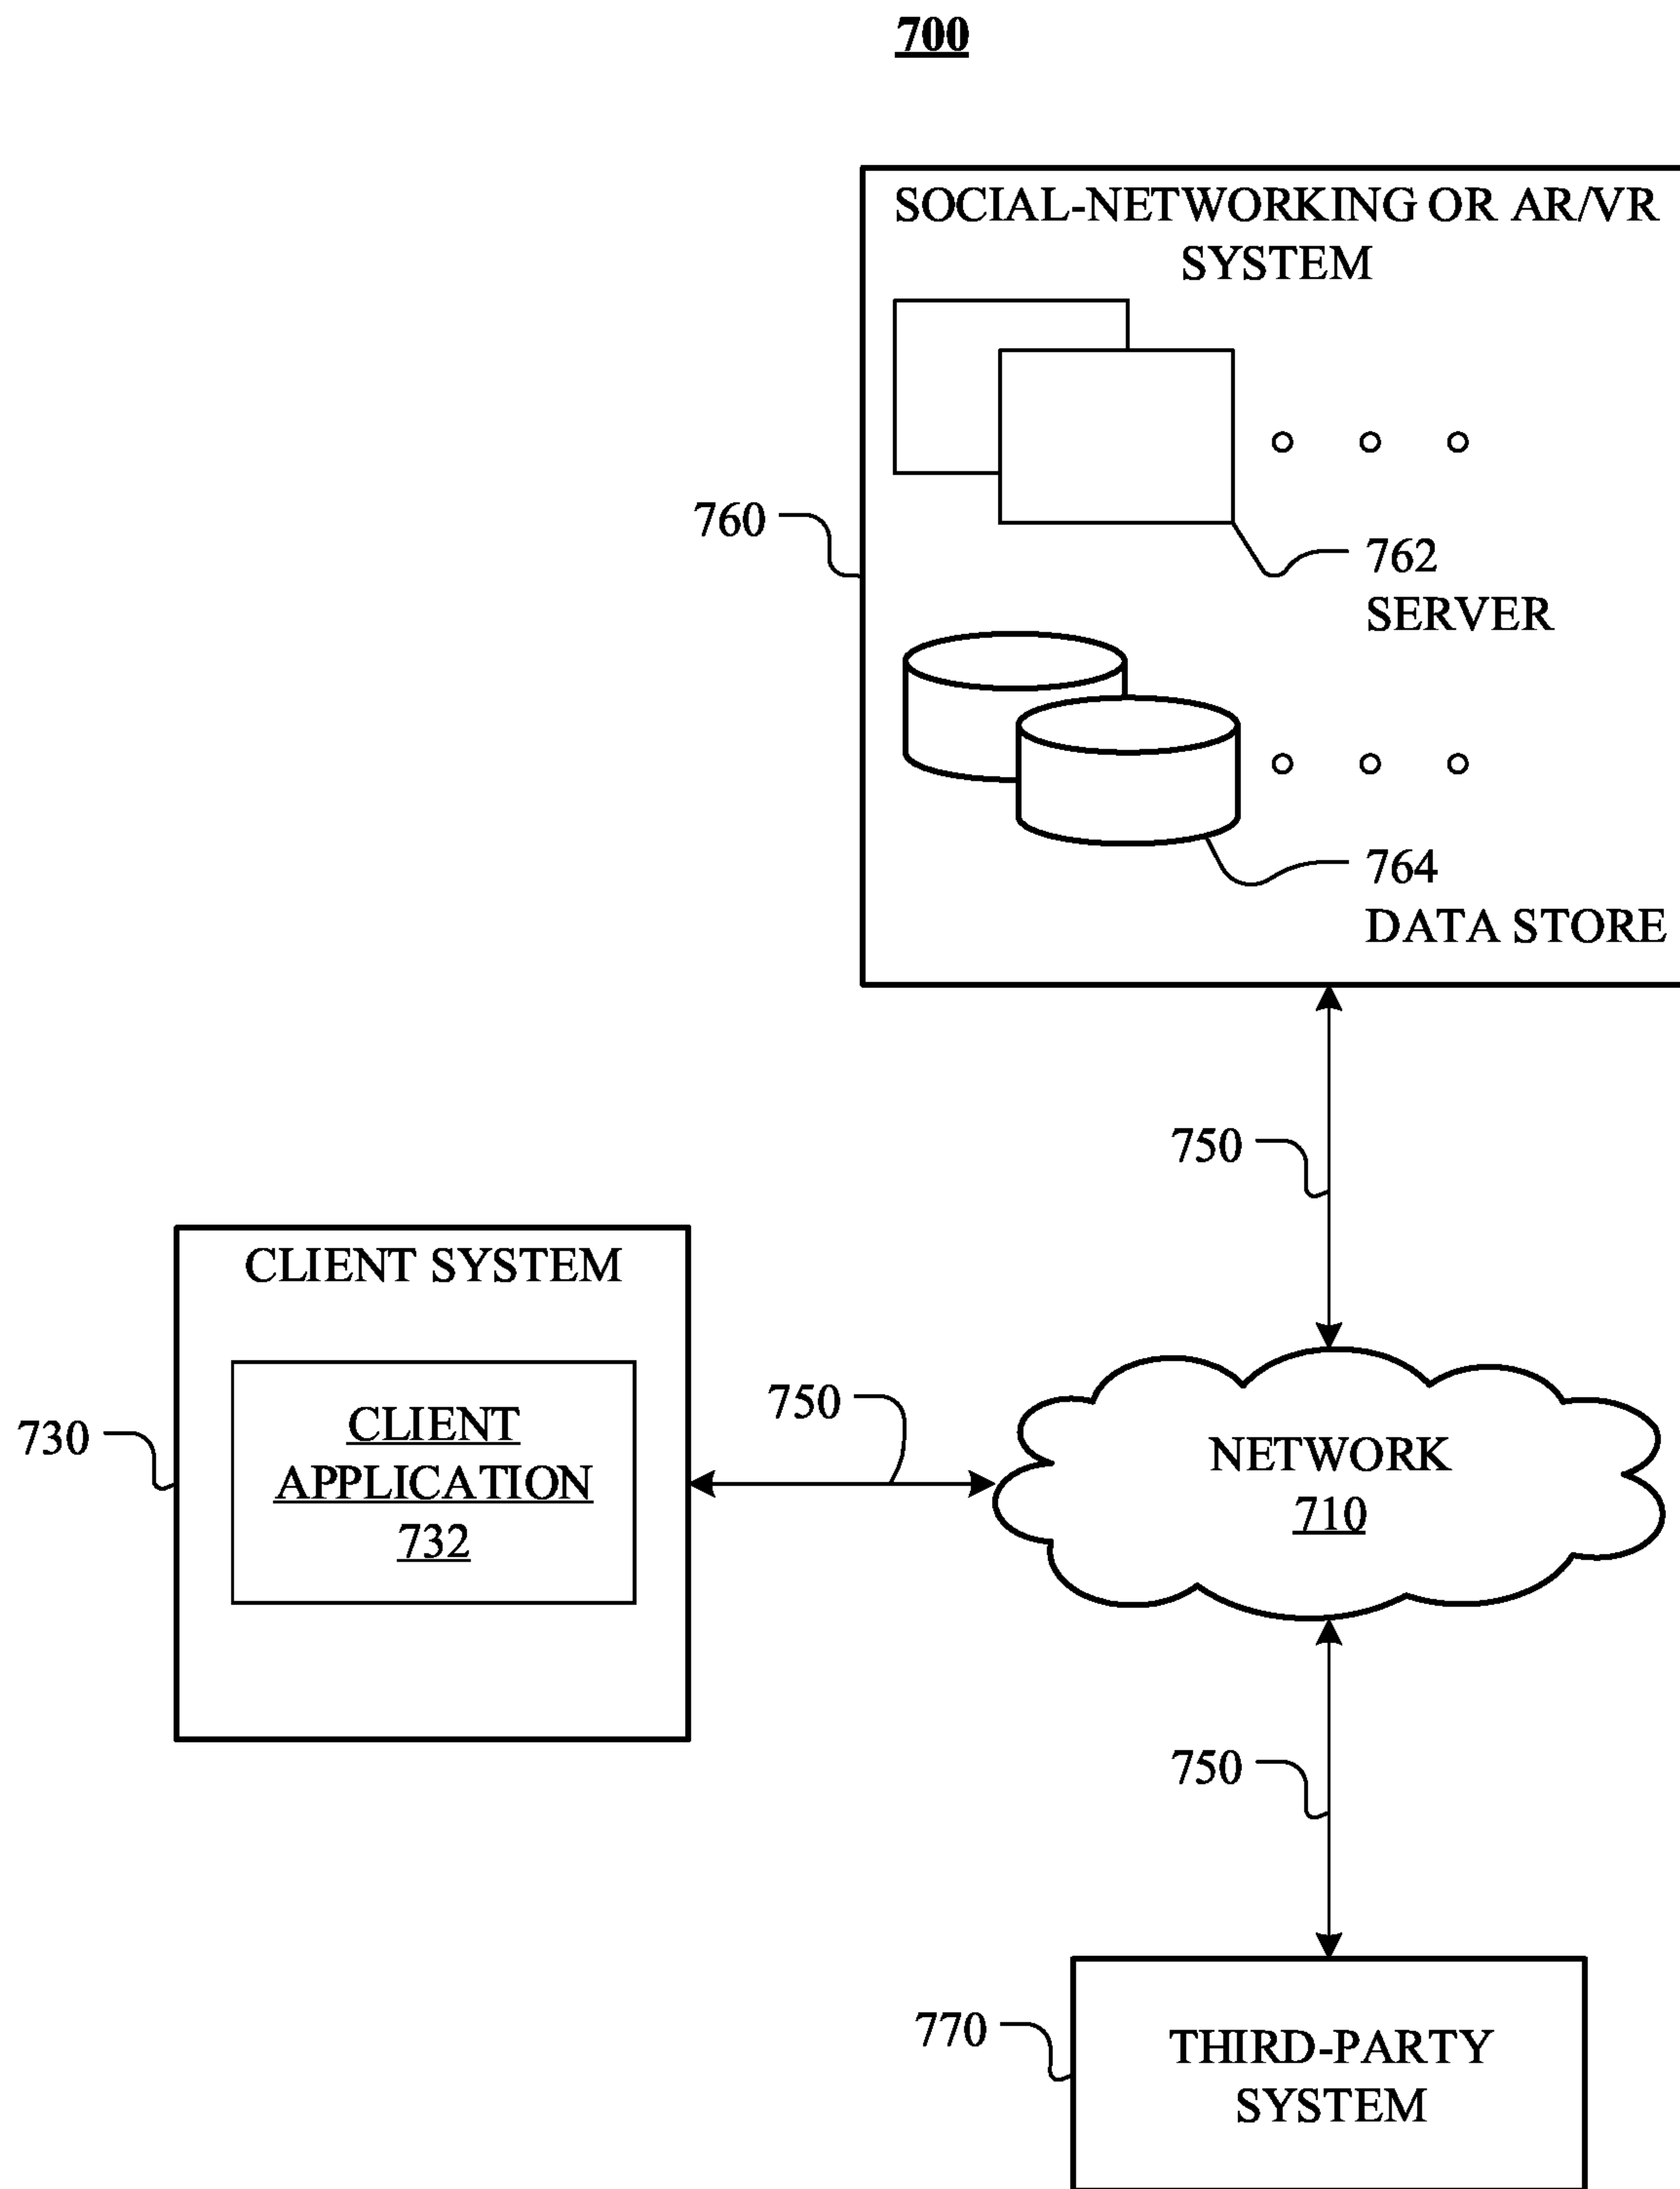 700
SOCIAL-NETWORKING OR AR/VR
SYSTEM
760
762
SERVER
764
DATA STORE
750
CLIENT SYSTEM
730
CLIENT
APPLICATION
732
750
NETWORK
710
750
770
THIRD-PARTY
SYSTEM